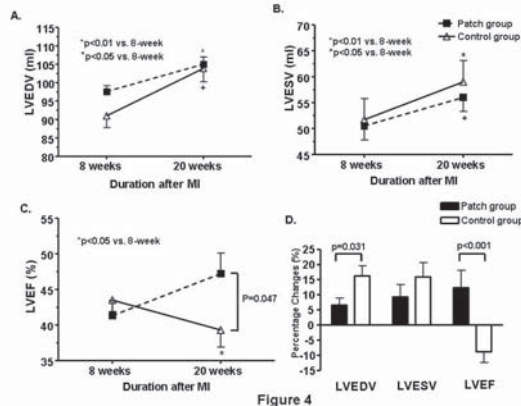 A.
^p<0.01 vs. 8-week
*p<0.05 vs. 8-week
LVEDV (ml)
110
105
100
95
90
85
80
^
+
8 weeks
20 weeks
Duration after MI
B.
Patch group
Control group
^p<0.01 vs. 8-week
*p<0.05 vs. 8-week
LVESV (ml)
65
60
55
50
45
*
+
8 weeks
20 weeks
Duration after MI
C.
^p<0.05 vs. 8-week
LVEF (%)
55
50
45
40
35
P=0.047
*
8 weeks
20 weeks
Duration after MI
D.
Patch group
Control group
Percentage Changes (%)
25
20
15
10
5
0
-5
-10
-15
p=0.031
p<0.001
LVEDV
LVESV
LVEF
Figure 4